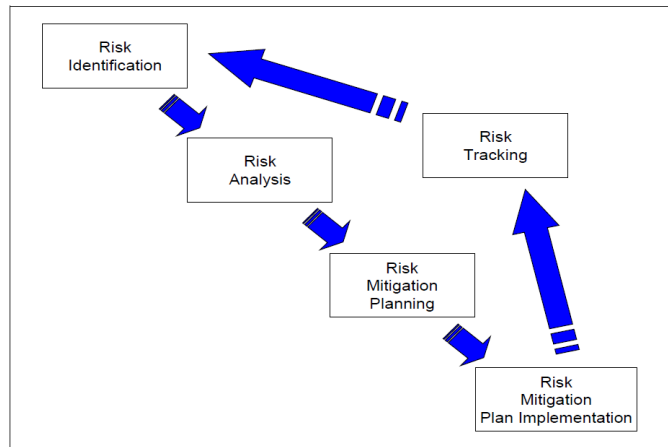 Risk
Identification
Risk
Tracking
Risk
Analysis
Risk
Mitigation
Planning
Risk
Mitigation
Plan Implementation